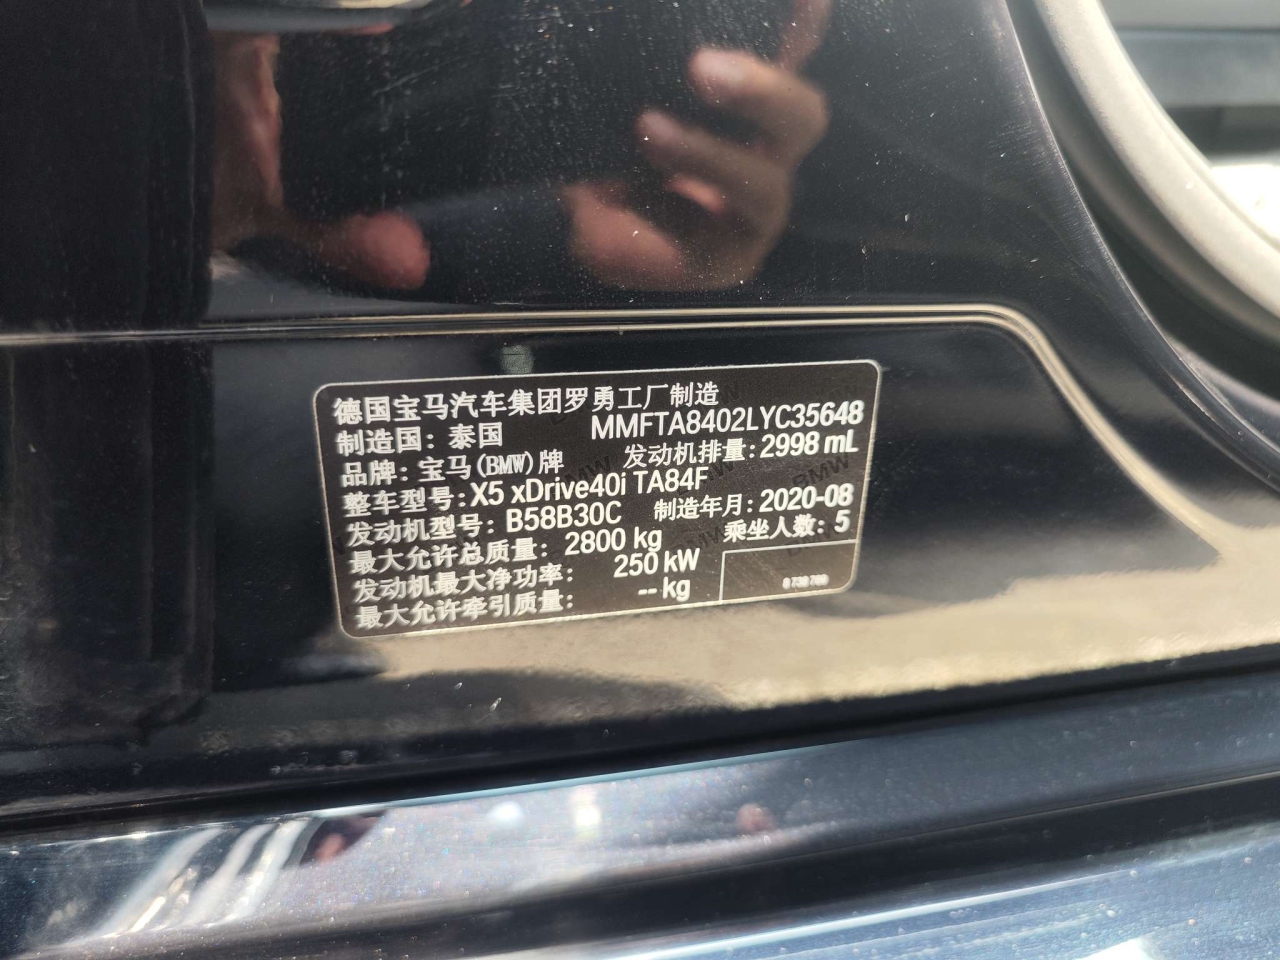 德国宝马汽车集团罗勇工厂制造
制造国：泰国 MMFTA8402LYC35648
品牌：宝马(BMW)牌 发动机排量：2998 mL
整车型号：X5 xDrive40i TA84F
发动机型号：B58B30C 制造年月：2020-08
最大允许总质量：2800 kg 乘坐人数：5
发动机最大净功率：250 kW
最大允许牵引质量：-- kg